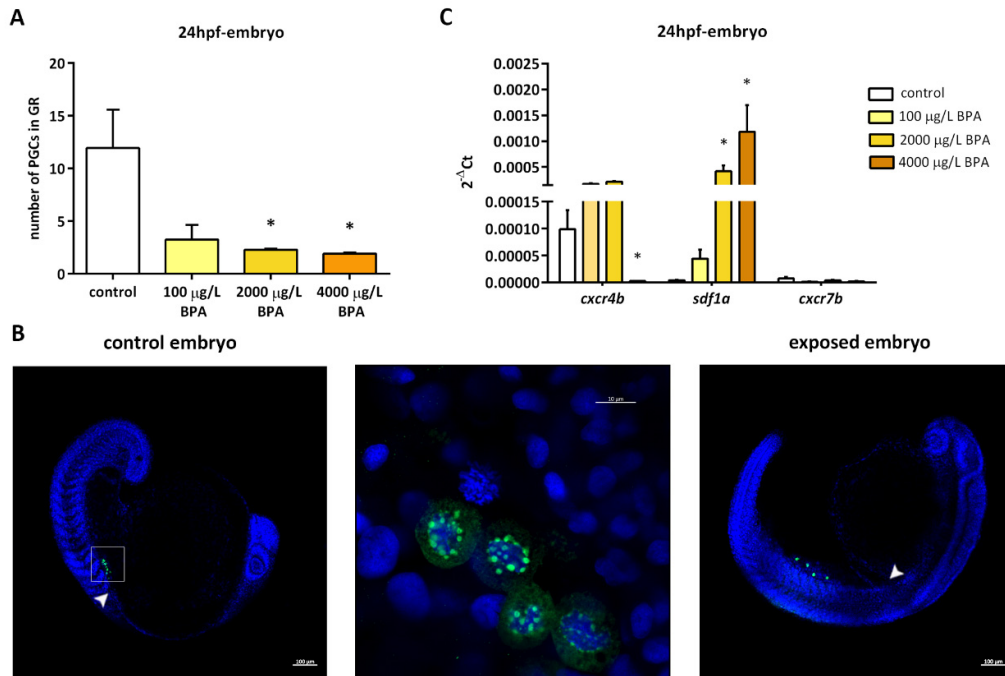 A
24hpf-embryo
number of PGCs in GR
20
15
10
5
0
control
100 µg/L
BPA
2000 µg/L
BPA
4000 µg/L
BPA
*
*
C
24hpf-embryo
2^-ΔCt
0.0025
0.0020
0.0015
0.0010
0.0005
0.00015
0.00010
0.00005
0.00000
*
*
*
cxcr4b
sdf1a
cxcr7b
control
100 µg/L BPA
2000 µg/L BPA
4000 µg/L BPA
B
control embryo
exposed embryo
100 µm
10 µm
100 µm